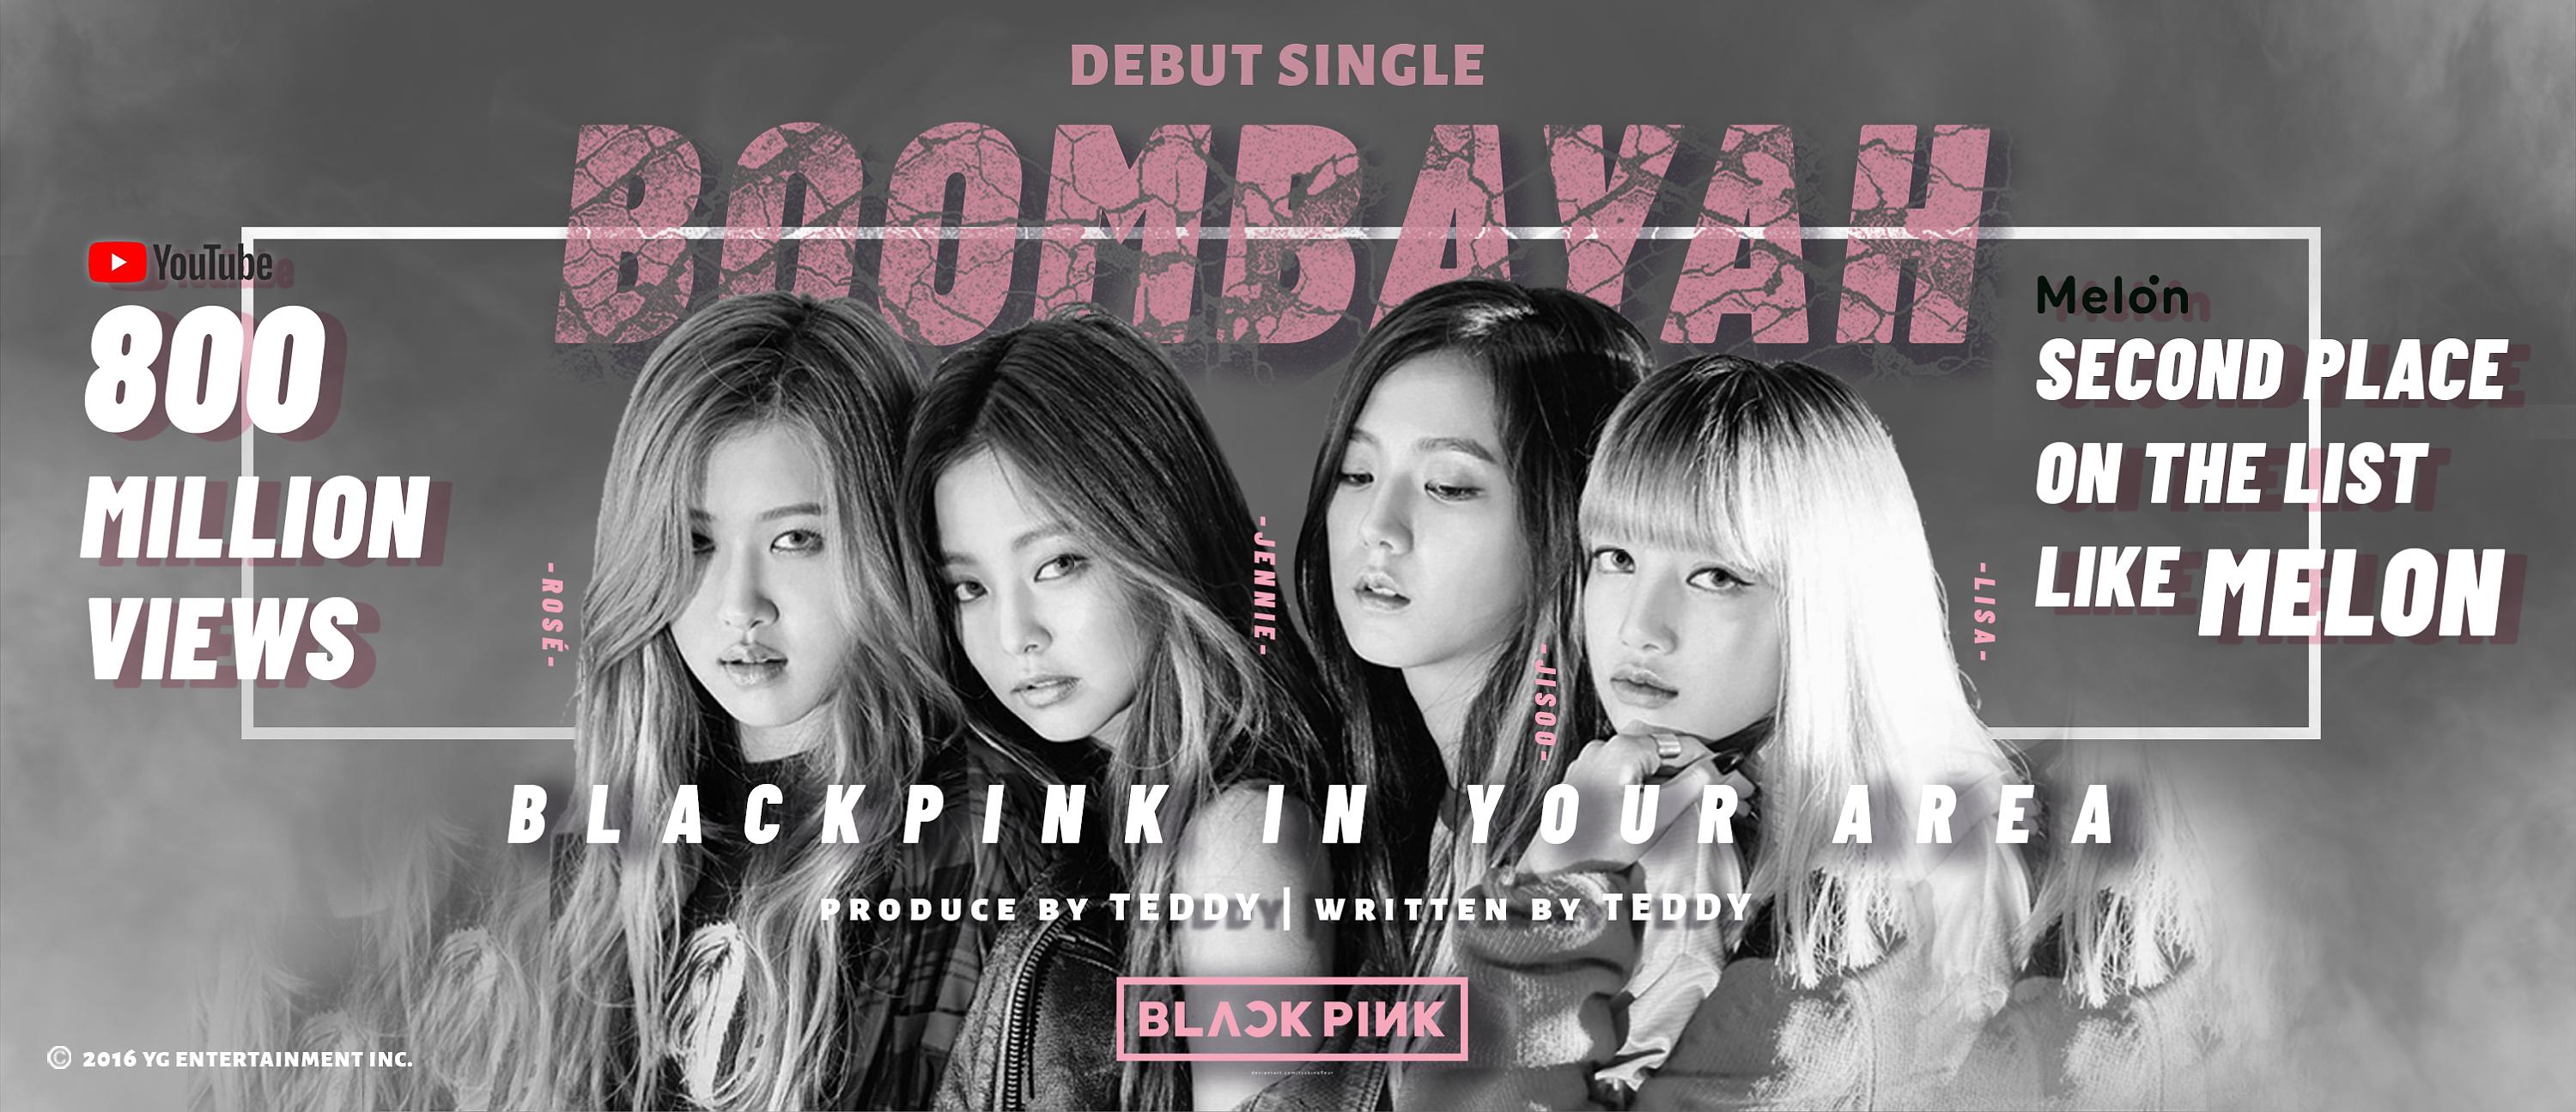 DEBUT SINGLE
BOOMBAYAH
YouTube
800
MILLION
VIEWS
Melon
SECOND PLACE
ON THE LIST
LIKE MELON
-ROSÉ-
-JENNIE-
-JISOO-
-LISA-
BLACKPINK IN YOUR AREA
PRODUCE BY TEDDY | WRITTEN BY TEDDY
BLACKPINK
© 2016 YG ENTERTAINMENT INC.